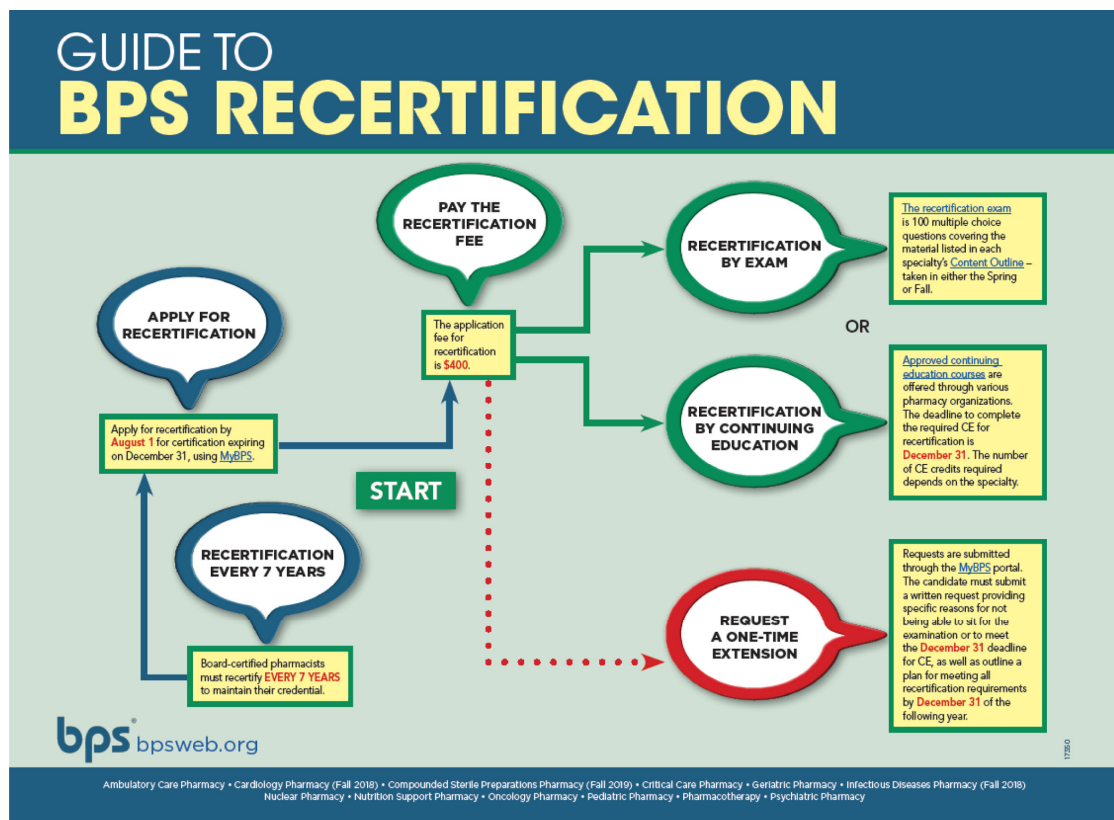 GUIDE TO
BPS RECERTIFICATION
START
RECERTIFICATION
EVERY 7 YEARS
Board-certified pharmacists
must recertify EVERY 7 YEARS
to maintain their credential.
APPLY FOR
RECERTIFICATION
Apply for recertification by
August 1 for certification expiring
on December 31, using MyBPS.
PAY THE
RECERTIFICATION
FEE
The application
fee for
recertification
is $400.
RECERTIFICATION
BY EXAM
The recertification exam
is 100 multiple choice
questions covering the
material listed in each
specialty's Content Outline –
taken in either the Spring
or Fall.
OR
RECERTIFICATION
BY CONTINUING
EDUCATION
Approved continuing
education courses are
offered through various
pharmacy organizations.
The deadline to complete
the required CE for
recertification is
December 31. The number
of CE credits required
depends on the specialty.
REQUEST
A ONE-TIME
EXTENSION
Requests are submitted
through the MyBPS portal.
The candidate must submit
a written request providing
specific reasons for not
being able to sit for the
examination or to meet
the December 31 deadline
for CE, as well as outline a
plan for meeting all
recertification requirements
by December 31 of the
following year.
bps® bpsweb.org
17350
Ambulatory Care Pharmacy • Cardiology Pharmacy (Fall 2018) • Compounded Sterile Preparations Pharmacy (Fall 2019) • Critical Care Pharmacy • Geriatric Pharmacy • Infectious Diseases Pharmacy (Fall 2018)
Nuclear Pharmacy • Nutrition Support Pharmacy • Oncology Pharmacy • Pediatric Pharmacy • Pharmacotherapy • Psychiatric Pharmacy